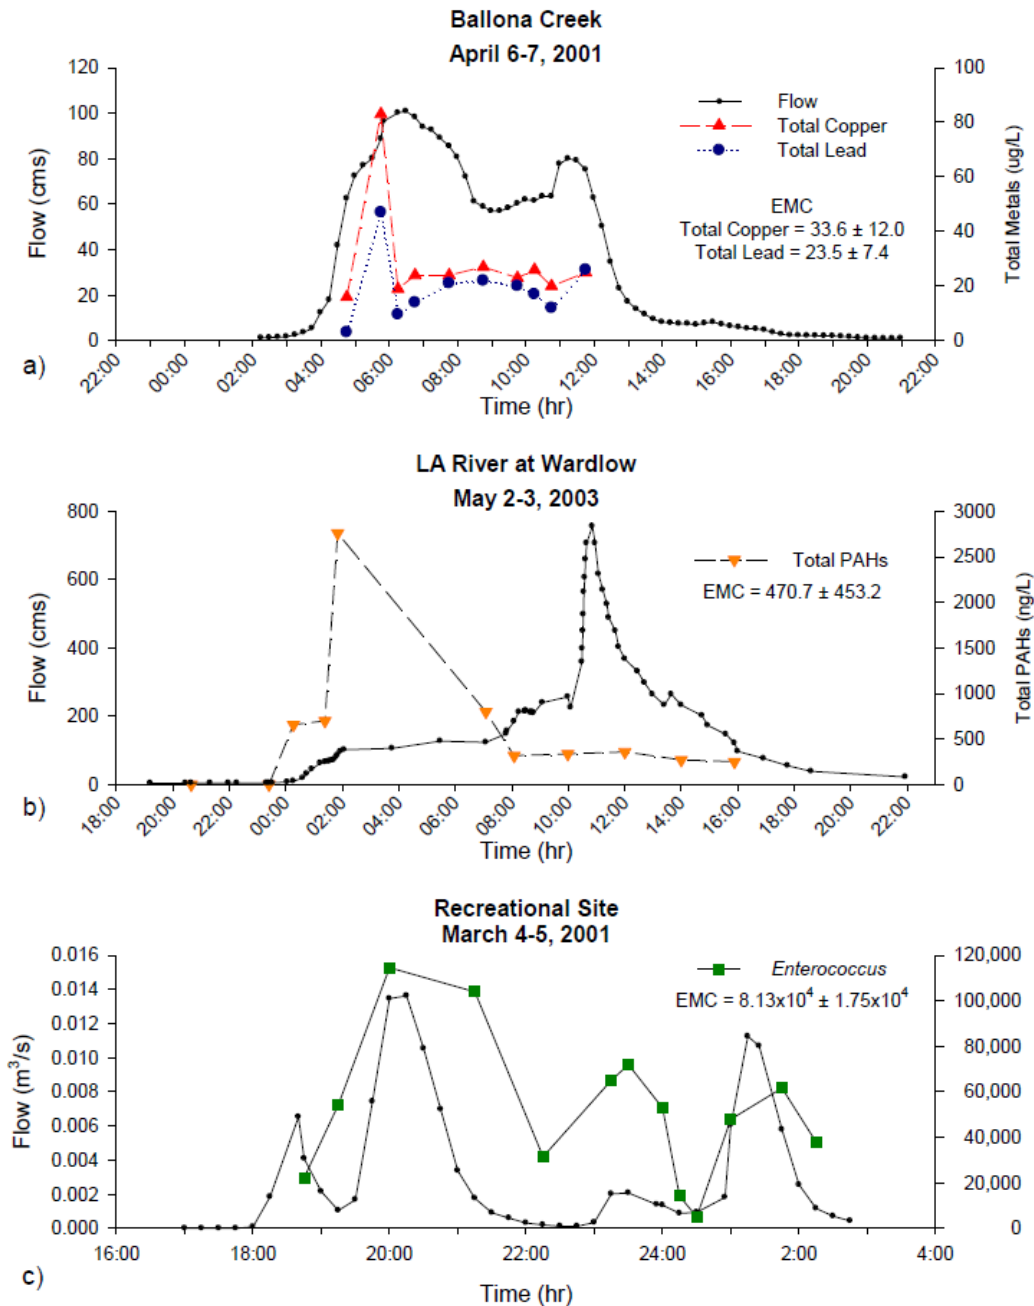 Ballona Creek
April 6-7, 2001
120
100
80
60
40
20
0
Flow (cms)
100
80
60
40
20
0
Total Metals (ug/L)
Flow
Total Copper
Total Lead
EMC
Total Copper = 33.6 ± 12.0
Total Lead = 23.5 ± 7.4
22:00
00:00
02:00
04:00
06:00
08:00
10:00
12:00
14:00
16:00
18:00
20:00
22:00
a)
Time (hr)
LA River at Wardlow
May 2-3, 2003
800
600
400
200
0
Flow (cms)
3000
2500
2000
1500
1000
500
0
Total PAHs (ng/L)
Total PAHs
EMC = 470.7 ± 453.2
18:00
20:00
22:00
00:00
02:00
04:00
06:00
08:00
10:00
12:00
14:00
16:00
18:00
20:00
22:00
b)
Time (hr)
Recreational Site
March 4-5, 2001
0.016
0.014
0.012
0.010
0.008
0.006
0.004
0.002
0.000
Flow (m³/s)
120,000
100,000
80,000
60,000
40,000
20,000
0
Enterococcus
EMC = 8.13x10⁴ ± 1.75x10⁴
16:00
18:00
20:00
22:00
24:00
2:00
4:00
c)
Time (hr)